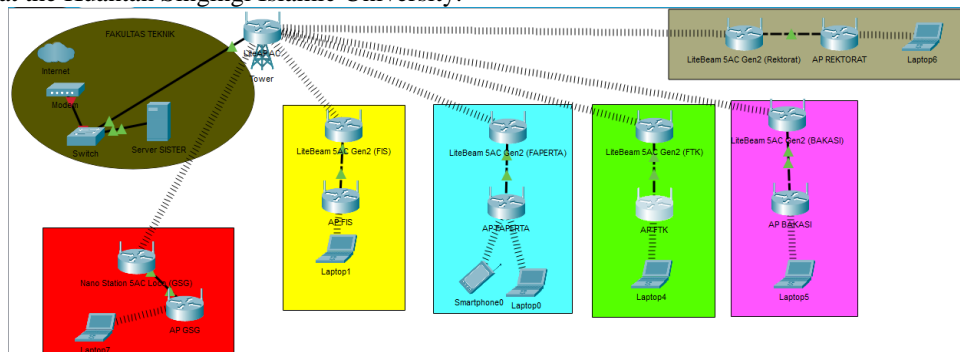 at the Kuantan Singingi Islamic University.
FAKULTAS TEKNIK
Internet
Modem
Switch
Server SISTER
Tower
LiteBeam 5AC Gen2 (Rektorat)
AP REKTORAT
Laptop6
LiteBeam 5AC Gen2 (FIS)
AP FIS
Laptop1
LiteBeam 5AC Gen2 (FAPERTA)
AP FAPERTA
Smartphone0
Laptop0
LiteBeam 5AC Gen2 (FTK)
AP FTK
Laptop4
LiteBeam 5AC Gen2 (BAKASI)
AP BAKASI
Laptop5
Nano Station 5AC Loco (GSG)
AP GSG
Laptop7